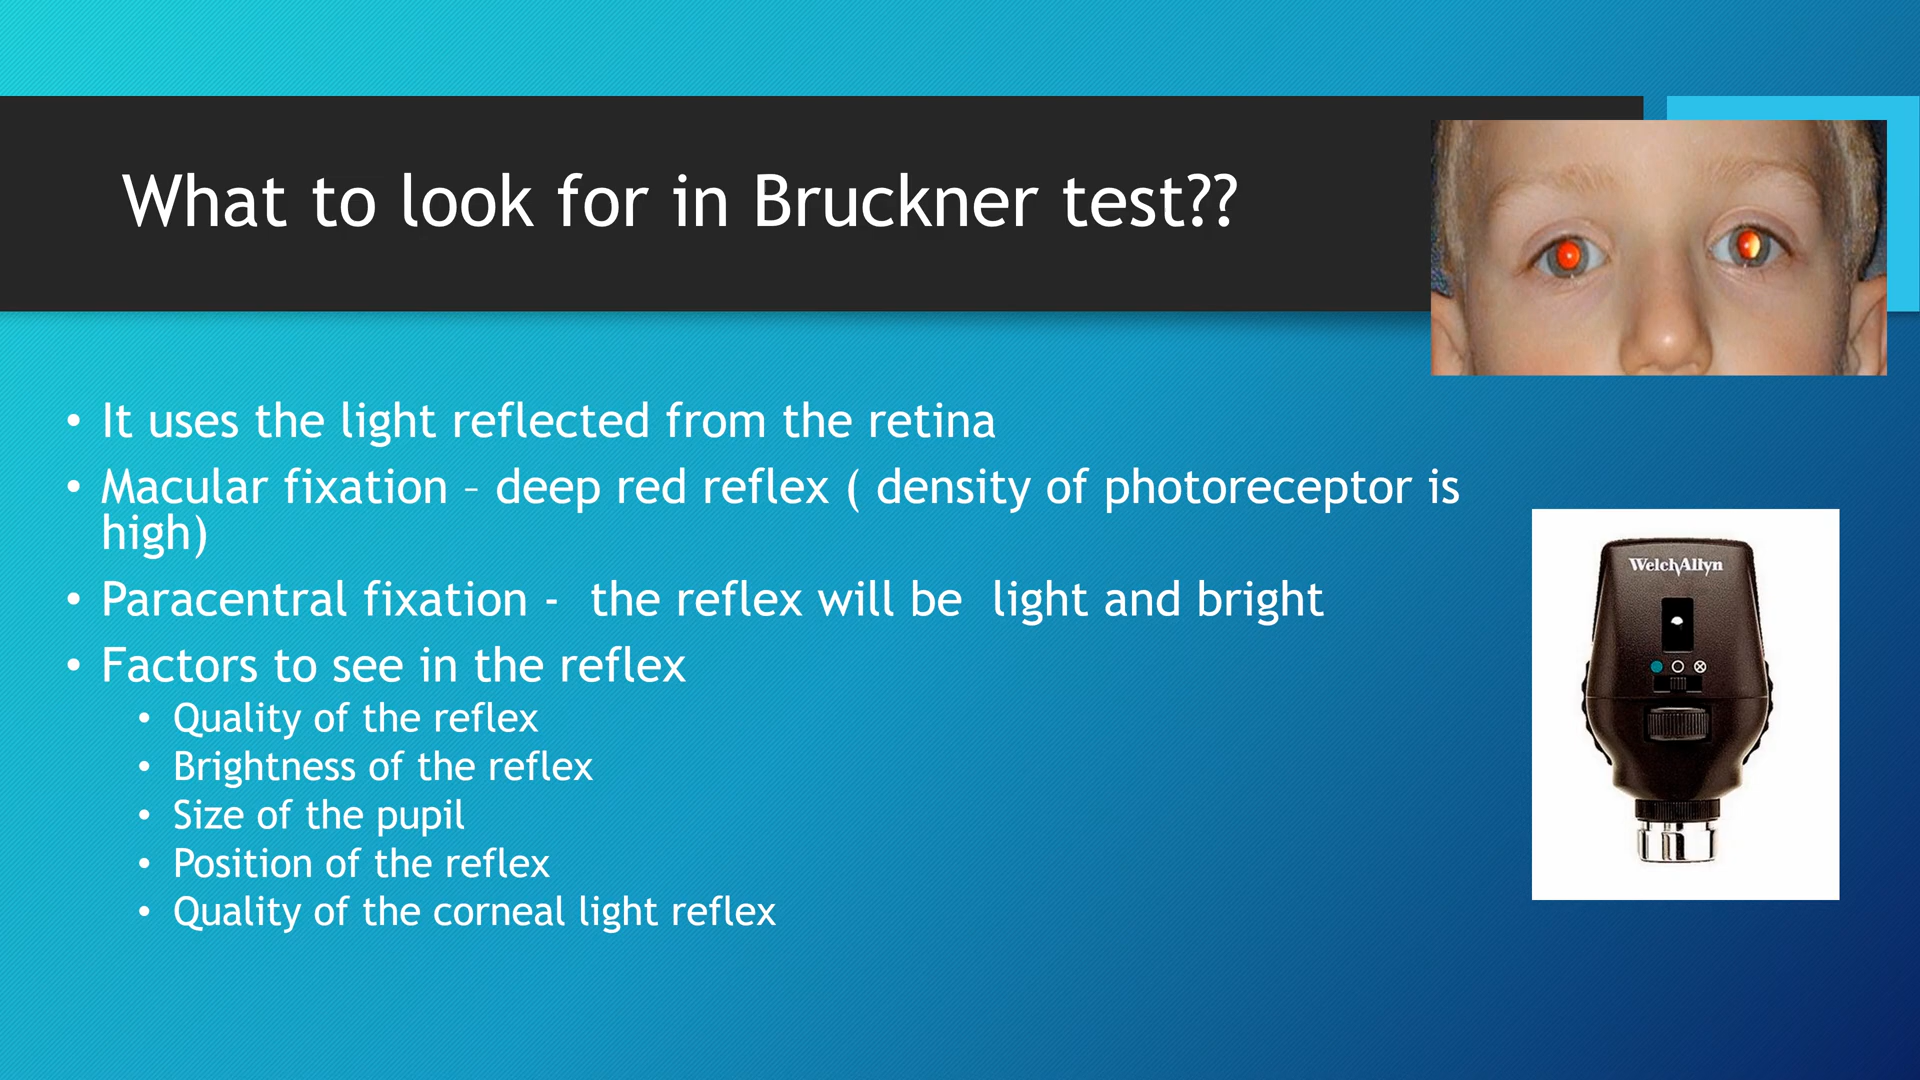 What to look for in Bruckner test??
• It uses the light reflected from the retina
• Macular fixation – deep red reflex ( density of photoreceptor is
high)
• Paracentral fixation -  the reflex will be  light and bright
• Factors to see in the reflex
• Quality of the reflex
• Brightness of the reflex
• Size of the pupil
• Position of the reflex
• Quality of the corneal light reflex
WelchAllyn